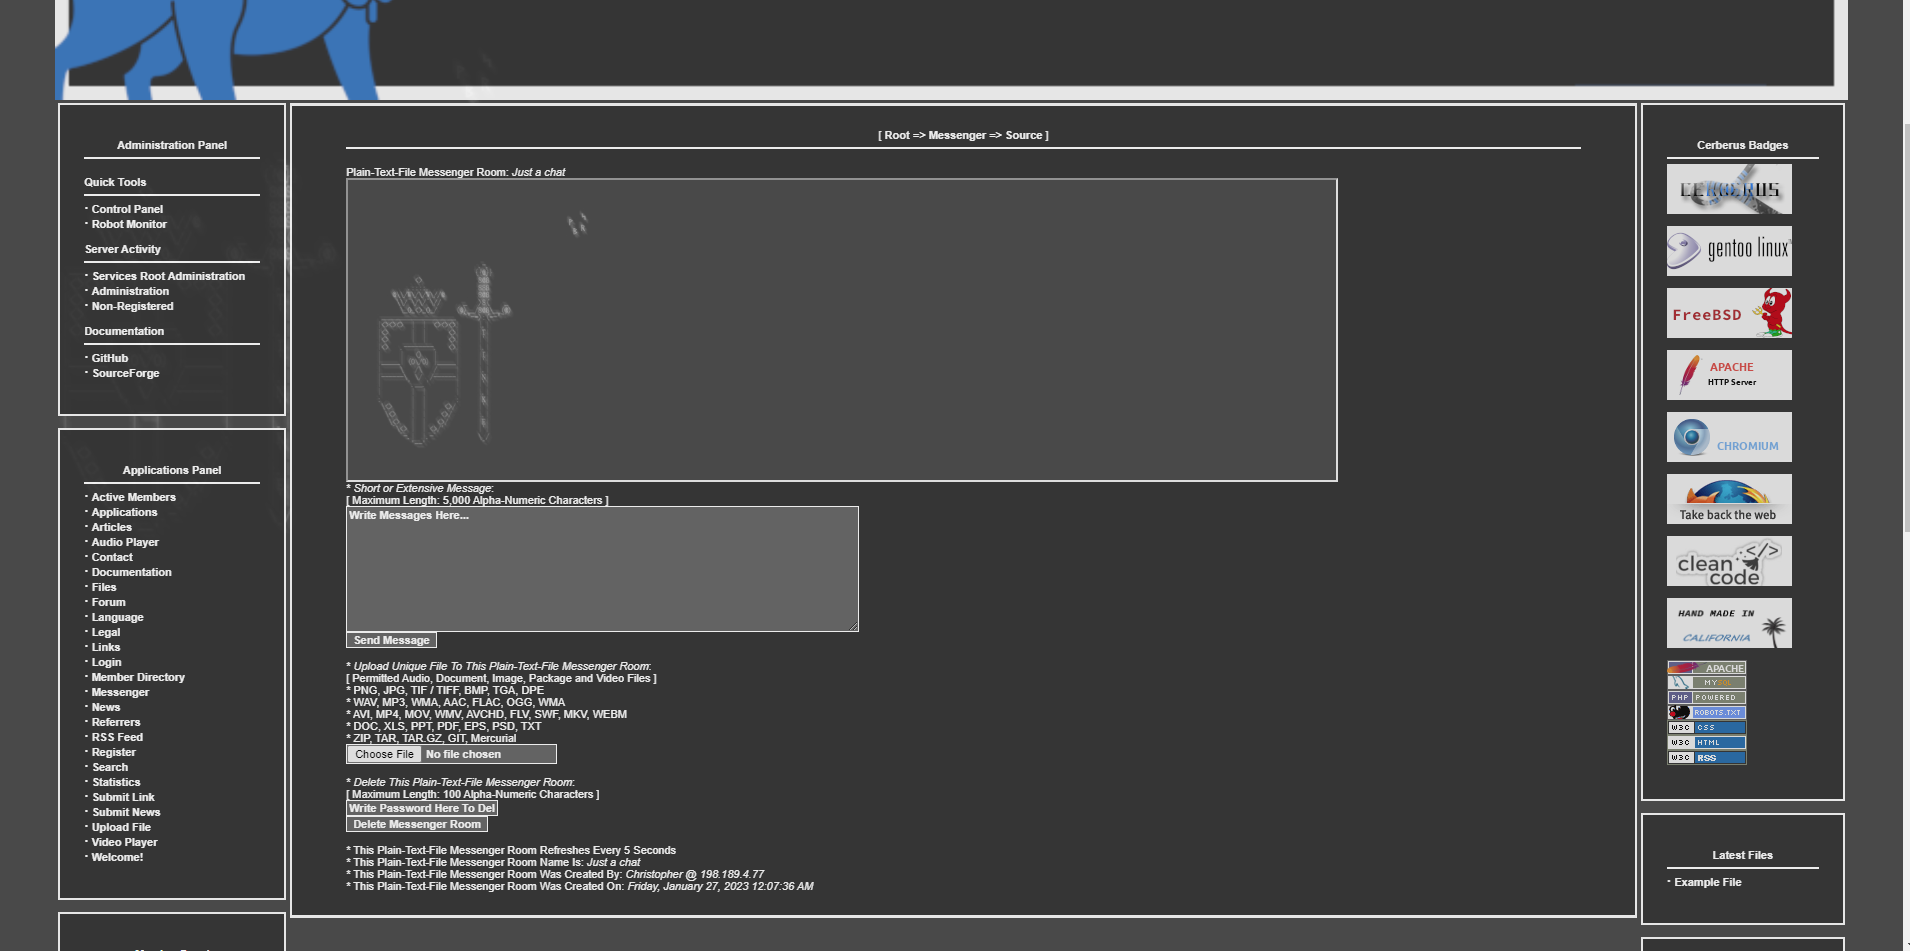 Administration Panel
Quick Tools
· Control Panel
· Robot Monitor
Server Activity
· Services Root Administration
· Administration
· Non-Registered
Documentation
· GitHub
· SourceForge
Applications Panel
· Active Members
· Applications
· Articles
· Audio Player
· Contact
· Documentation
· Files
· Forum
· Language
· Legal
· Links
· Login
· Member Directory
· Messenger
· News
· Referrers
· RSS Feed
· Register
· Search
· Statistics
· Submit Link
· Submit News
· Upload File
· Video Player
· Welcome!
[ Root => Messenger => Source ]
Plain-Text-File Messenger Room: Just a chat
* Short or Extensive Message:
[ Maximum Length: 5,000 Alpha-Numeric Characters ]
Write Messages Here...
Send Message
* Upload Unique File To This Plain-Text-File Messenger Room:
[ Permitted Audio, Document, Image, Package and Video Files ]
* PNG, JPG, TIF / TIFF, BMP, TGA, DPE
* WAV, MP3, WMA, AAC, FLAC, OGG, WMA
* AVI, MP4, MOV, WMV, AVCHD, FLV, SWF, MKV, WEBM
* DOC, XLS, PPT, PDF, EPS, PSD, TXT
* ZIP, TAR, TAR.GZ, GIT, Mercurial
Choose File No file chosen
* Delete This Plain-Text-File Messenger Room:
[ Maximum Length: 100 Alpha-Numeric Characters ]
Write Password Here To Del
Delete Messenger Room
* This Plain-Text-File Messenger Room Refreshes Every 5 Seconds
* This Plain-Text-File Messenger Room Name Is: Just a chat
* This Plain-Text-File Messenger Room Was Created By: Christopher @ 198.189.4.77
* This Plain-Text-File Messenger Room Was Created On: Friday, January 27, 2023 12:07:36 AM
Cerberus Badges
CERBERUS
gentoo linux
FreeBSD
APACHE
HTTP Server
CHROMIUM
Take back the web
clean </>
code
HAND MADE IN
CALIFORNIA
APACHE
MYSQL
PHP POWERED
ROBOTS.TXT
W3C CSS
W3C HTML
W3C RSS
Latest Files
· Example File